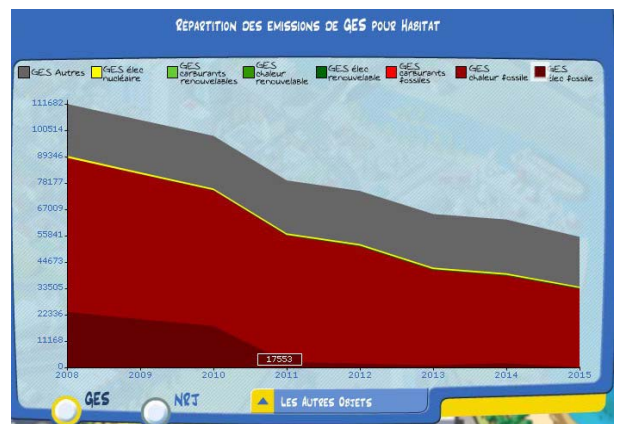 Répartition des emissions de GES pour Habitat
GES Autres
GES élec
nucléaire
GES
carburants
renouvelables
GES
chaleur
renouvelable
GES élec
renouvelable
GES
carburants
fossiles
GES
chaleur fossile
GES
élec fossile
111682
100514
89346
78177
67009
55841
44673
33505
22336
11168
0
17553
2008 2009 2010 2011 2012 2013 2014 2015
GES NRJ Les Autres Objets